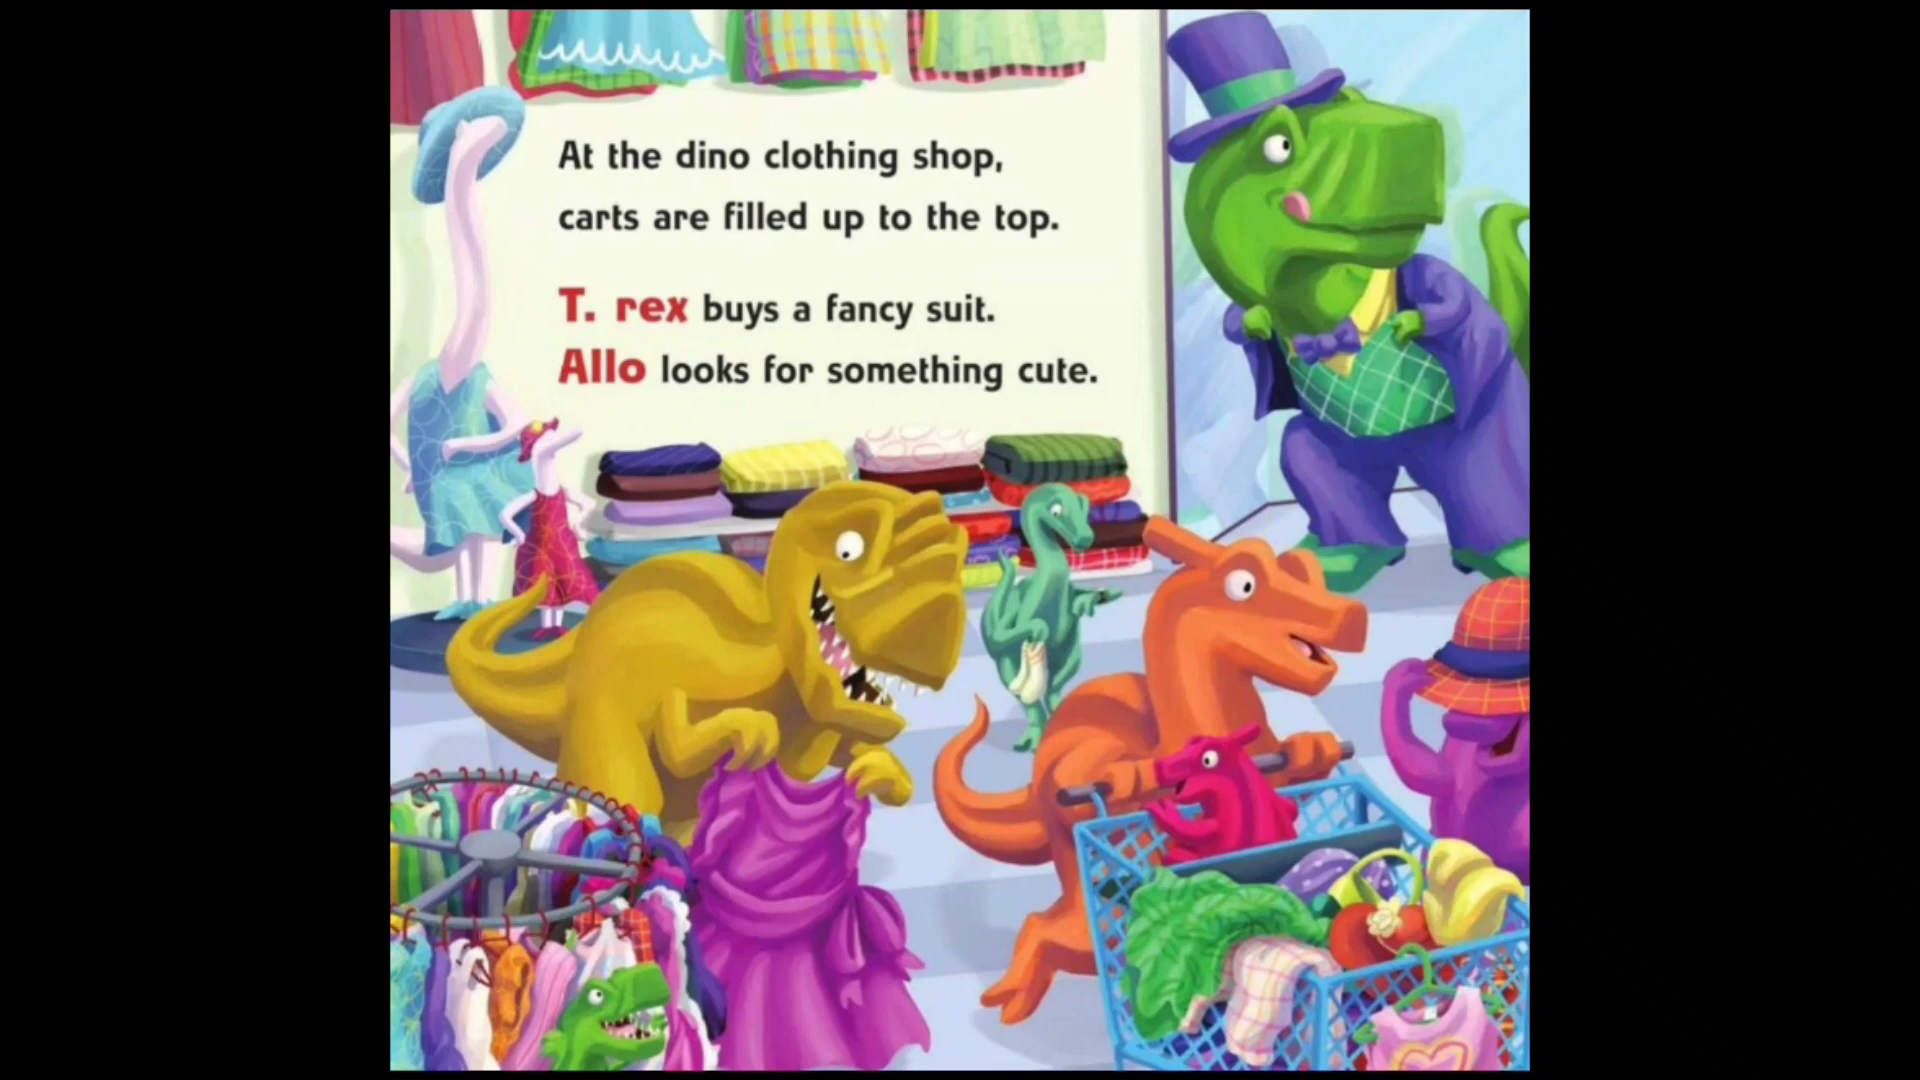 At the dino clothing shop,
carts are filled up to the top.
T. rex buys a fancy suit.
Allo looks for something cute.